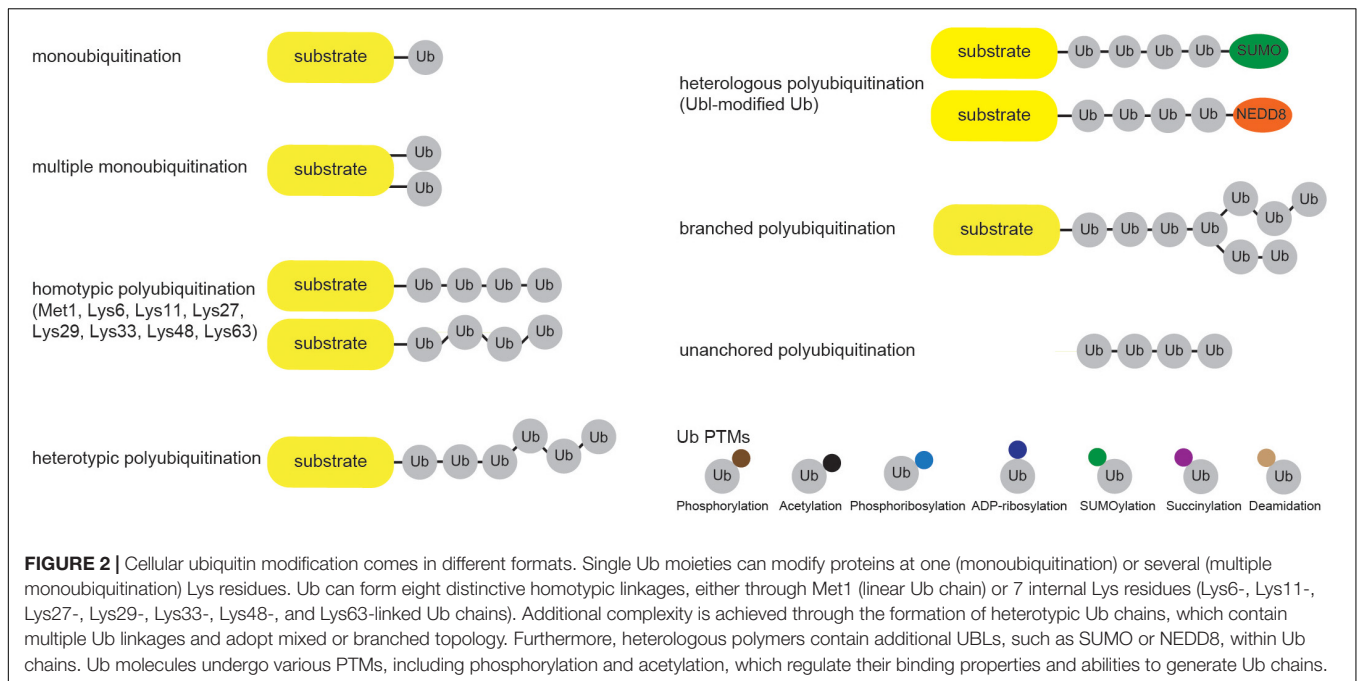 monoubiquitination
substrate Ub
multiple monoubiquitination
substrate Ub Ub
homotypic polyubiquitination
(Met1, Lys6, Lys11, Lys27,
Lys29, Lys33, Lys48, Lys63)
substrate Ub Ub Ub Ub
substrate Ub Ub Ub Ub
heterotypic polyubiquitination
substrate Ub Ub Ub Ub Ub Ub
heterologous polyubiquitination
(Ubl-modified Ub)
substrate Ub Ub Ub Ub SUMO
substrate Ub Ub Ub Ub NEDD8
branched polyubiquitination
substrate Ub Ub Ub Ub Ub Ub Ub Ub Ub
unanchored polyubiquitination
Ub Ub Ub Ub
Ub PTMs
Ub Ub Ub Ub Ub Ub Ub
Phosphorylation Acetylation Phosphoribosylation ADP-ribosylation SUMOylation Succinylation Deamidation
FIGURE 2 | Cellular ubiquitin modification comes in different formats. Single Ub moieties can modify proteins at one (monoubiquitination) or several (multiple
monoubiquitination) Lys residues. Ub can form eight distinctive homotypic linkages, either through Met1 (linear Ub chain) or 7 internal Lys residues (Lys6-, Lys11-,
Lys27-, Lys29-, Lys33-, Lys48-, and Lys63-linked Ub chains). Additional complexity is achieved through the formation of heterotypic Ub chains, which contain
multiple Ub linkages and adopt mixed or branched topology. Furthermore, heterologous polymers contain additional UBLs, such as SUMO or NEDD8, within Ub
chains. Ub molecules undergo various PTMs, including phosphorylation and acetylation, which regulate their binding properties and abilities to generate Ub chains.